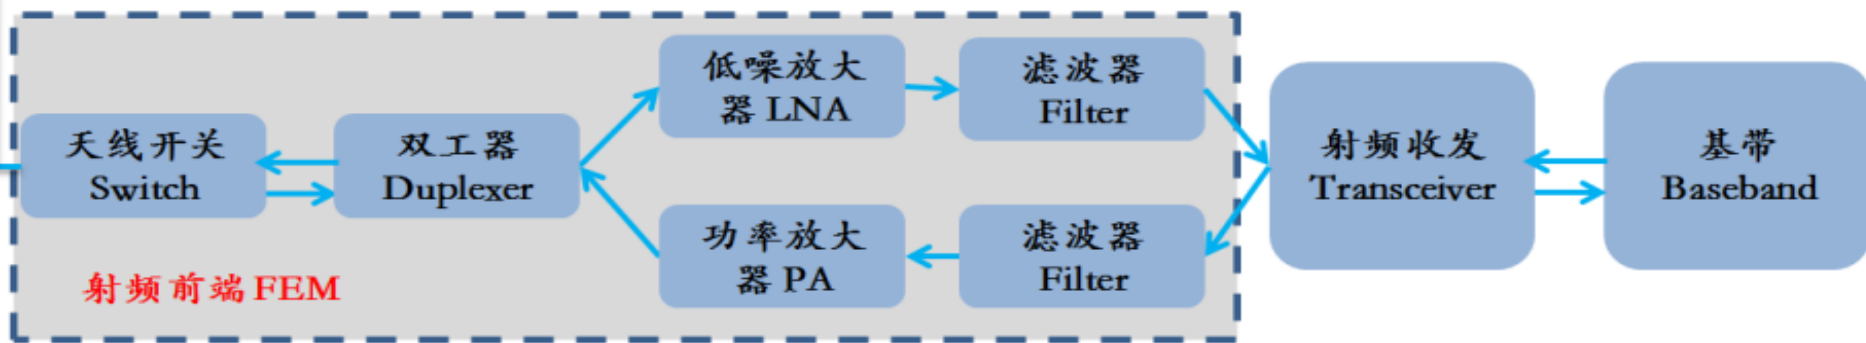 天线开关
Switch
双工器
Duplexer
低噪放大
器 LNA
滤波器
Filter
功率放大
器 PA
滤波器
Filter
射频收发
Transceiver
基带
Baseband
射频前端 FEM